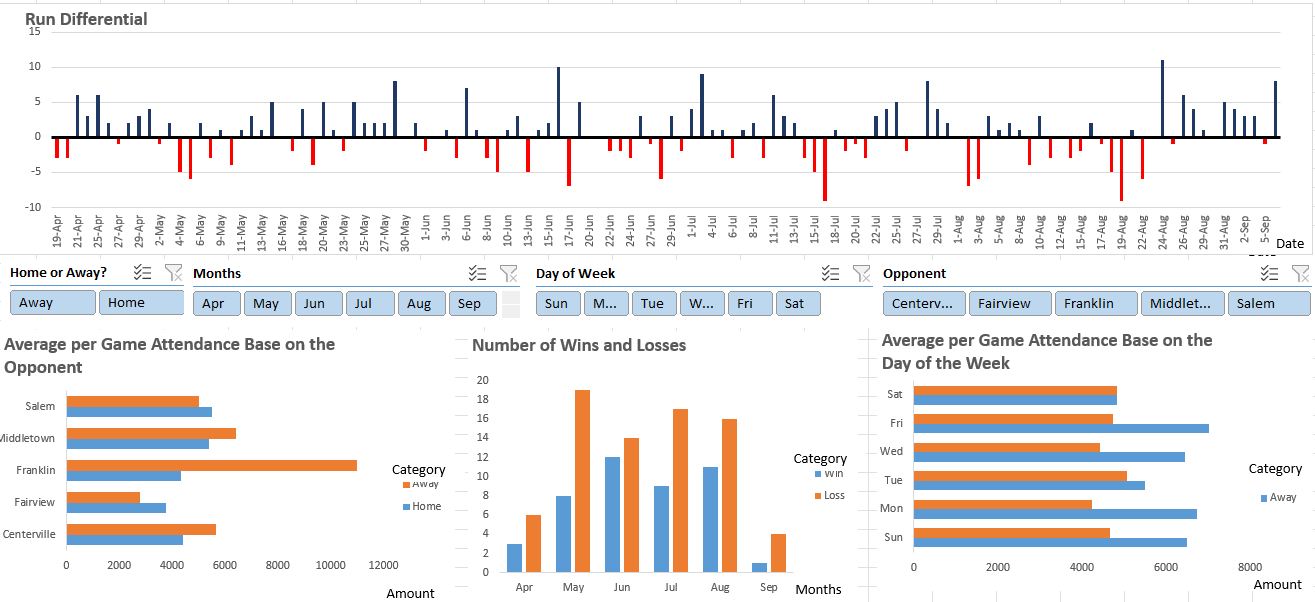 Run Differential
15
10
5
0
-5
-10
19-Apr 21-Apr 25-Apr 27-Apr 29-Apr 2-May 4-May 6-May 9-May 11-May 13-May 16-May 18-May 20-May 23-May 25-May 27-May 30-May 1-Jun 4-Jun 6-Jun 8-Jun 10-Jun 13-Jun 15-Jun 17-Jun 20-Jun 22-Jun 24-Jun 27-Jun 29-Jun 1-Jul 4-Jul 6-Jul 8-Jul 11-Jul 13-Jul 15-Jul 18-Jul 20-Jul 22-Jul 25-Jul 27-Jul 29-Jul 1-Aug 3-Aug 5-Aug 8-Aug 10-Aug 12-Aug 15-Aug 17-Aug 19-Aug 22-Aug 24-Aug 26-Aug 29-Aug 31-Aug 2-Sep 5-Sep
Date
Home or Away? Months Day of Week Opponent
Away Home Apr May Jun Jul Aug Sep Sun M... Tue W... Fri Sat Centerv... Fairview Franklin Middlet... Salem
Average per Game Attendance Base on the
Opponent
Salem
Middletown
Franklin
Fairview
Centerville
0 2000 4000 6000 8000 10000 12000
Category
Away
Home
Amount
Number of Wins and Losses
20
18
16
14
12
10
8
6
4
2
0
Apr May Jun Jul Aug Sep
Category
Win
Loss
Months
Average per Game Attendance Base on the
Day of the Week
Sat
Fri
Wed
Tue
Mon
Sun
0 2000 4000 6000 8000
Category
Away
Amount